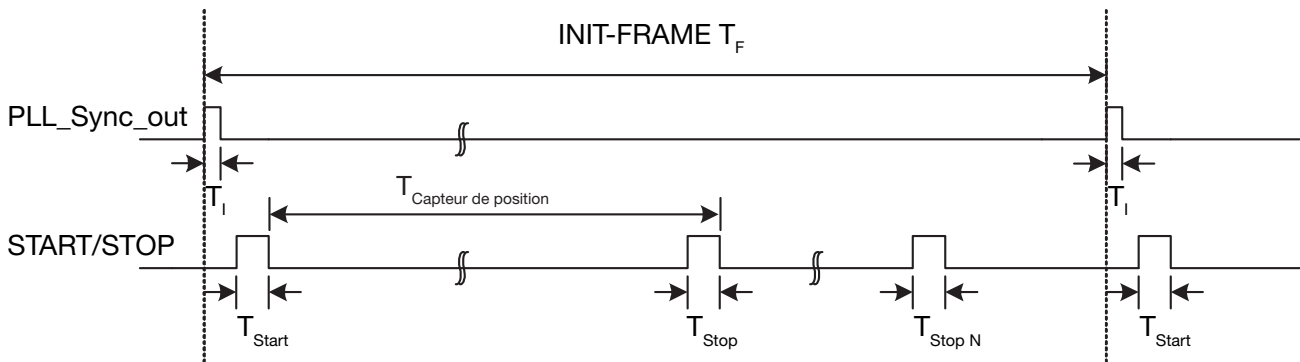 INIT-FRAME T_F
PLL_Sync_out
T_I
T_I
T_Capteur de position
START/STOP
T_Start
T_Stop
T_Stop N
T_Start